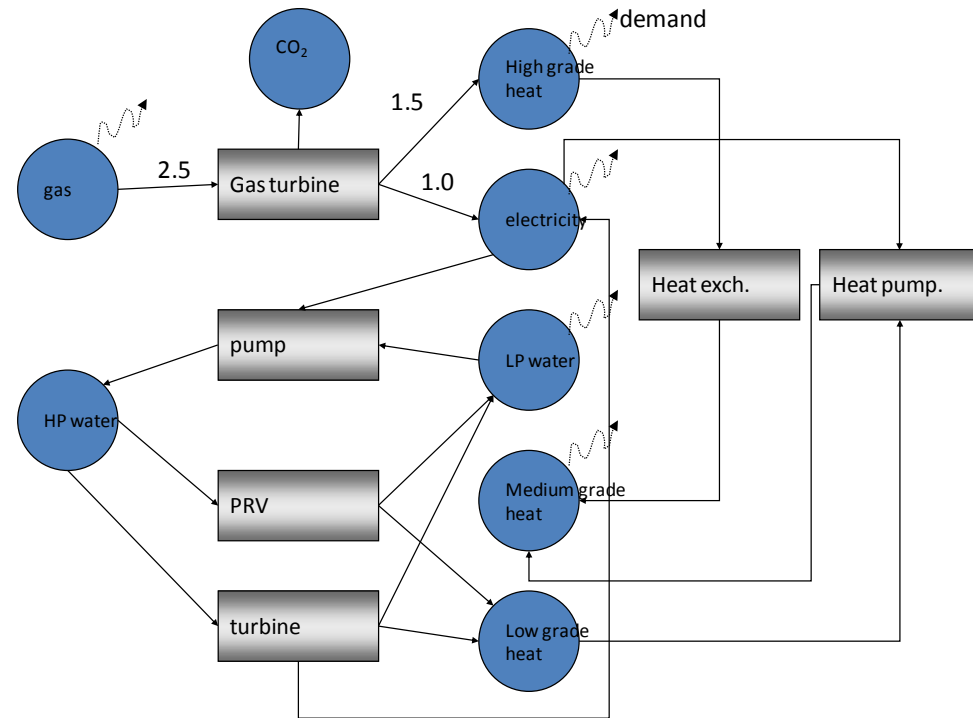 demand
CO₂
High grade
heat
1.5
2.5
gas
Gas turbine
1.0
electricity
Heat exch.
Heat pump.
pump
LP water
HP water
PRV
Medium grade
heat
turbine
Low grade
heat